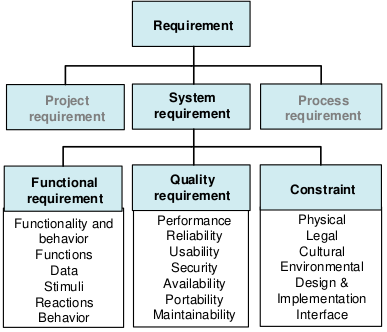 Requirement
Project
requirement
System
requirement
Process
requirement
Functional
requirement
Functionality and
behavior
Functions
Data
Stimuli
Reactions
Behavior
Quality
requirement
Performance
Reliability
Usability
Security
Availability
Portability
Maintainability
Constraint
Physical
Legal
Cultural
Environmental
Design &
Implementation
Interface